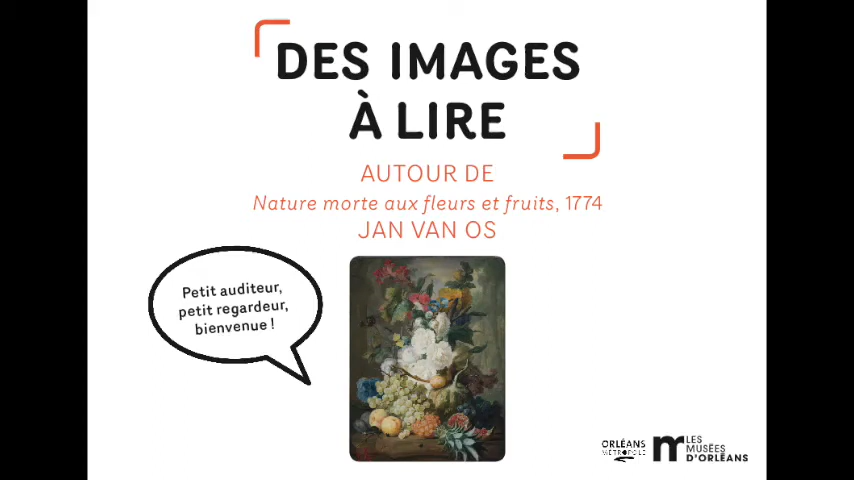 DES IMAGES
À LIRE
AUTOUR DE
Nature morte aux fleurs et fruits, 1774
JAN VAN OS
Petit auditeur,
petit regardeur,
bienvenue !
ORLÉANS
MÉTROPOLE
LES
MUSÉES
D'ORLÉANS